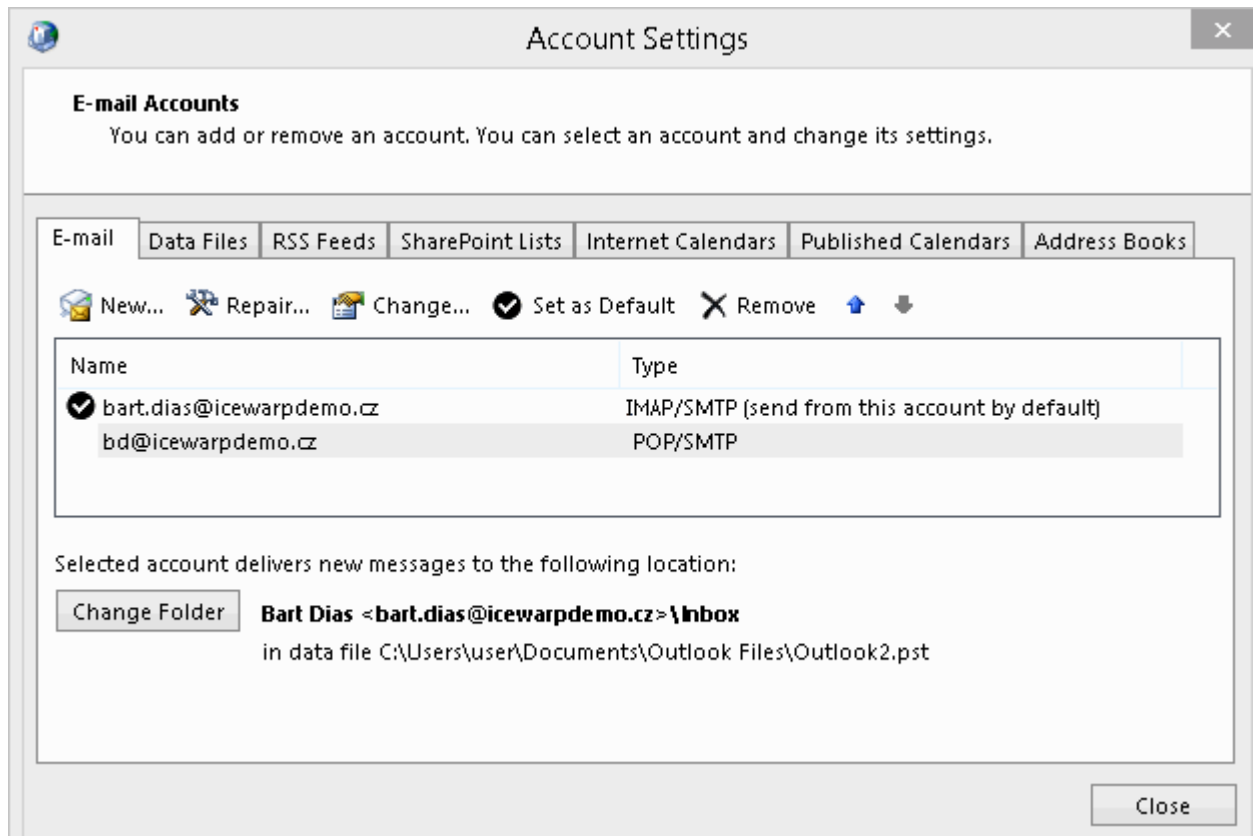 Account Settings
E-mail Accounts
You can add or remove an account. You can select an account and change its settings.
E-mail Data Files RSS Feeds SharePoint Lists Internet Calendars Published Calendars Address Books
New... Repair... Change... Set as Default Remove
Name Type
bart.dias@icewarpdemo.cz IMAP/SMTP (send from this account by default)
bd@icewarpdemo.cz POP/SMTP
Selected account delivers new messages to the following location:
Change Folder Bart Dias <bart.dias@icewarpdemo.cz>\Inbox
in data file C:\Users\user\Documents\Outlook Files\Outlook2.pst
Close